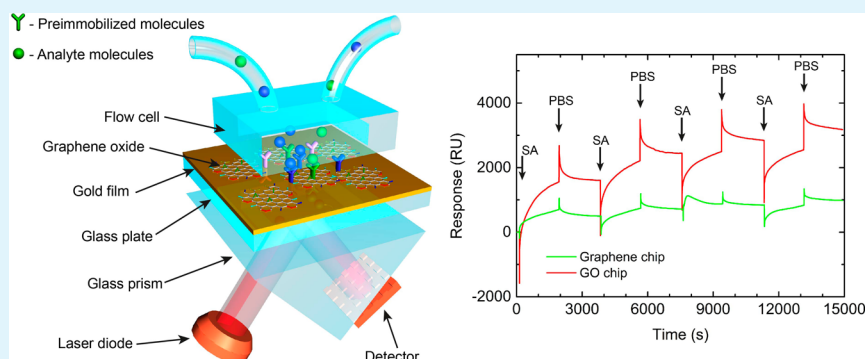 - Preimmobilized molecules
- Analyte molecules
Flow cell
Graphene oxide
Gold film
Glass plate
Glass prism
Laser diode
Detector
Response (RU)
4000
2000
0
-2000
SA
PBS
SA
PBS
SA
PBS
SA
PBS
Graphene chip
GO chip
0
3000
6000
9000
12000
15000
Time (s)